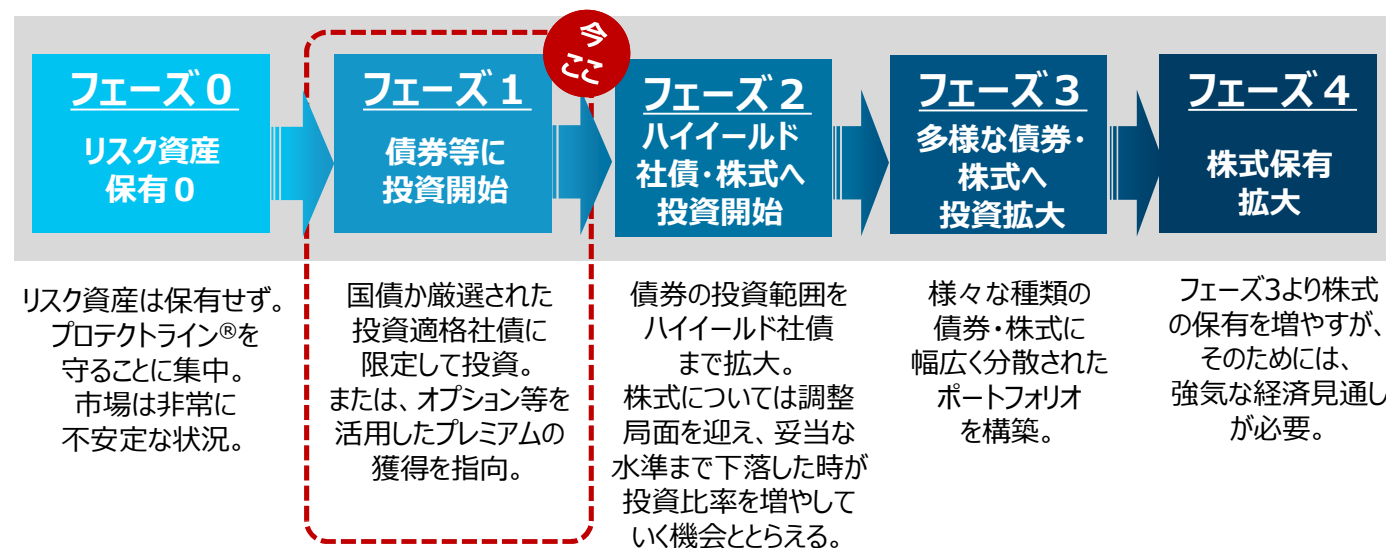 今
ここ
フェーズ０
リスク資産
保有０
フェーズ１
債券等に
投資開始
フェーズ２
ハイイールド
社債・株式へ
投資開始
フェーズ３
多様な債券・
株式へ
投資拡大
フェーズ４
株式保有
拡大
リスク資産は保有せず。
プロテクトライン®を
守ることに集中。
市場は非常に
不安定な状況。
国債か厳選された
投資適格社債に
限定して投資。
または、オプション等を
活用したプレミアムの
獲得を指向。
債券の投資範囲を
ハイイールド社債
まで拡大。
株式については調整
局面を迎え、妥当な
水準まで下落した時が
投資比率を増やして
いく機会ととらえる。
様々な種類の
債券・株式に
幅広く分散された
ポートフォリオ
を構築。
フェーズ3より株式
の保有を増やすが、
そのためには、
強気な経済見通し
が必要。